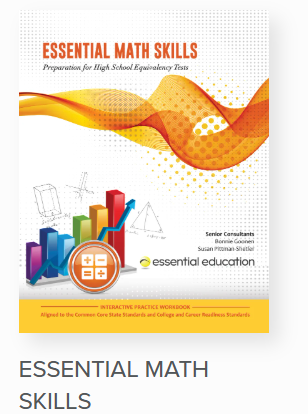 ESSENTIAL MATH SKILLS
Preparation for High School Equivalency Tests
Senior Consultants
Bonnie Goonen
Susan Pittman-Shetler
essential education
INTERACTIVE PRACTICE WORKBOOK
Aligned to the Common Core State Standards and College and Career Readiness Standards
ESSENTIAL MATH
SKILLS